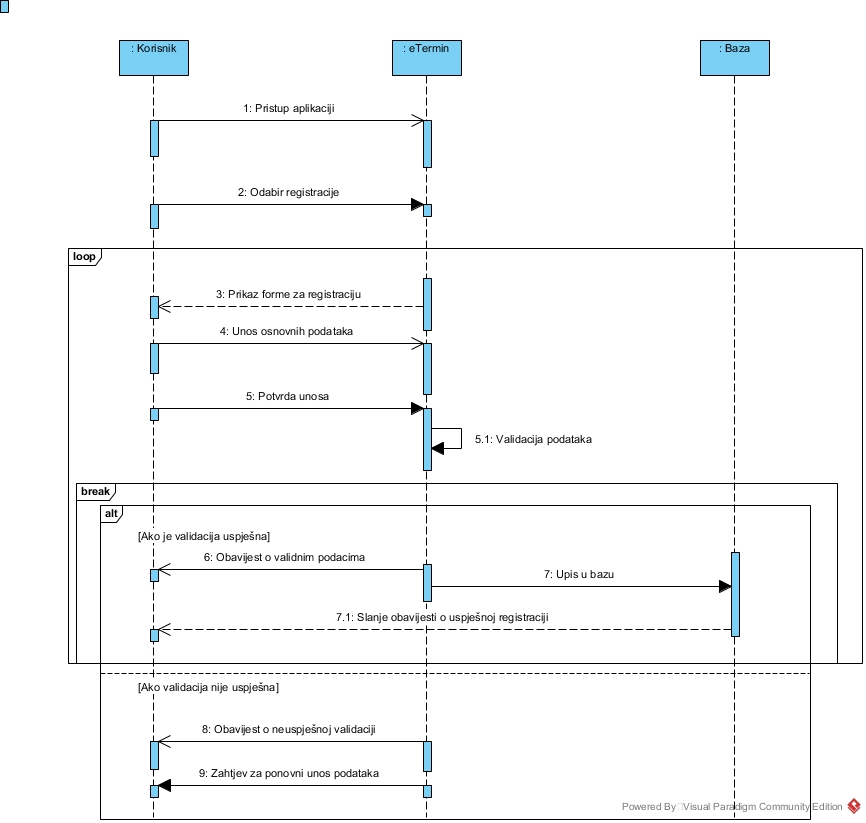 : Korisnik
: eTermin
: Baza
1: Pristup aplikaciji
2: Odabir registracije
loop
3: Prikaz forme za registraciju
4: Unos osnovnih podataka
5: Potvrda unosa
5.1: Validacija podataka
break
alt
[Ako je validacija uspješna]
6: Obavijest o validnim podacima
7: Upis u bazu
7.1: Slanje obavijesti o uspješnoj registraciji
[Ako validacija nije uspješna]
8: Obavijest o neuspješnoj validaciji
9: Zahtjev za ponovni unos podataka
Powered By Visual Paradigm Community Edition